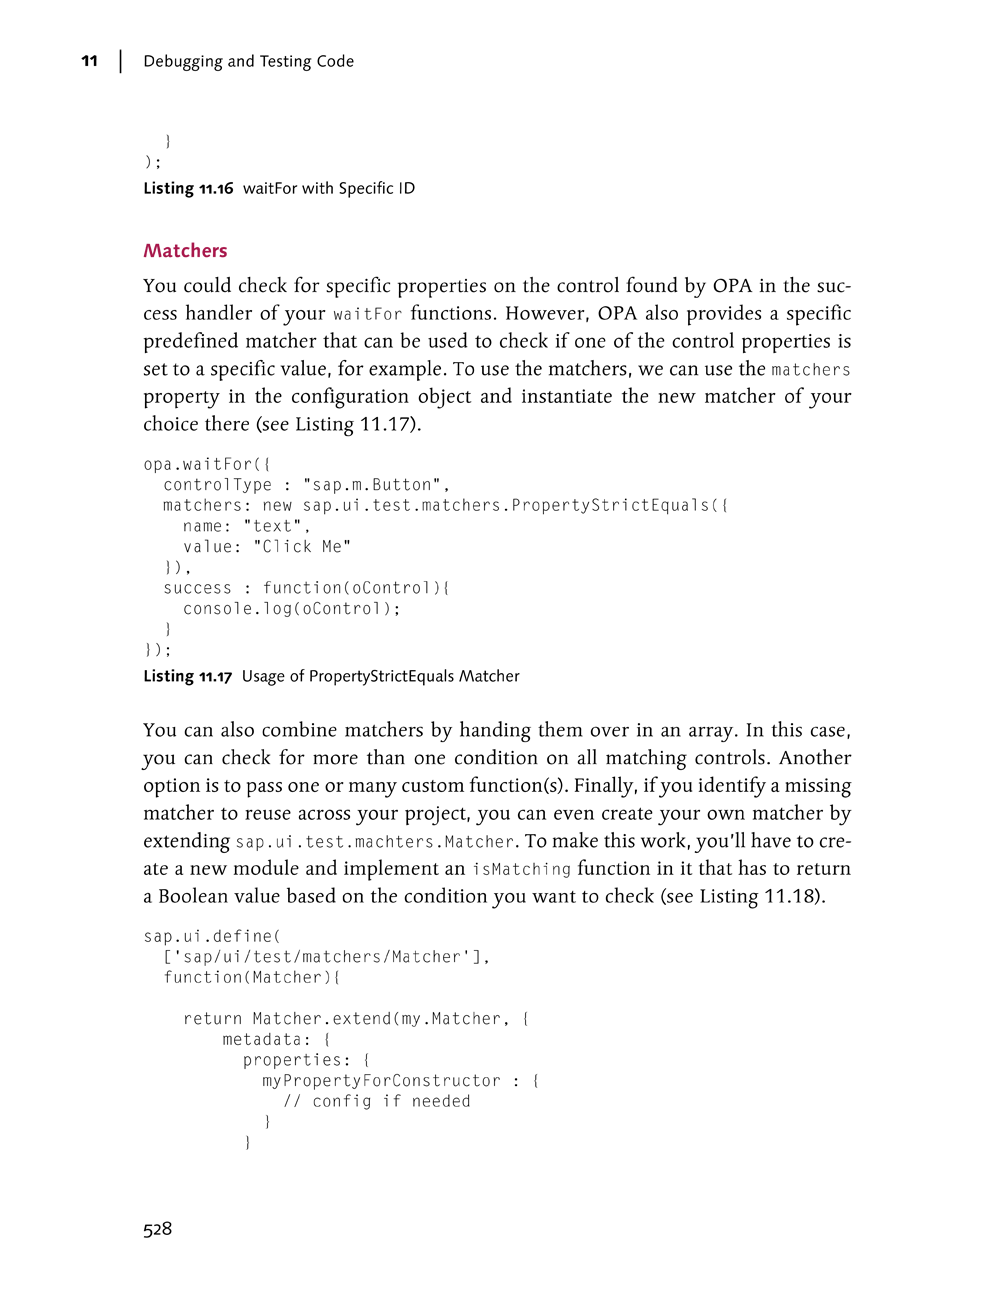 11 | Debugging and Testing Code
}
);
Listing 11.16 waitFor with Specific ID
Matchers
You could check for specific properties on the control found by OPA in the suc-
cess handler of your waitFor functions. However, OPA also provides a specific
predefined matcher that can be used to check if one of the control properties is
set to a specific value, for example. To use the matchers, we can use the matchers
property in the configuration object and instantiate the new matcher of your
choice there (see Listing 11.17).
opa.waitFor({
  controlType : "sap.m.Button",
  matchers: new sap.ui.test.matchers.PropertyStrictEquals({
    name: "text",
    value: "Click Me"
  }),
  success : function(oControl){
    console.log(oControl);
  }
});
Listing 11.17 Usage of PropertyStrictEquals Matcher
You can also combine matchers by handing them over in an array. In this case,
you can check for more than one condition on all matching controls. Another
option is to pass one or many custom function(s). Finally, if you identify a missing
matcher to reuse across your project, you can even create your own matcher by
extending sap.ui.test.machters.Matcher. To make this work, you'll have to cre-
ate a new module and implement an isMatching function in it that has to return
a Boolean value based on the condition you want to check (see Listing 11.18).
sap.ui.define(
  ['sap/ui/test/matchers/Matcher'],
  function(Matcher){
    return Matcher.extend(my.Matcher, {
        metadata: {
          properties: {
            myPropertyForConstructor : {
              // config if needed
            }
          }
528